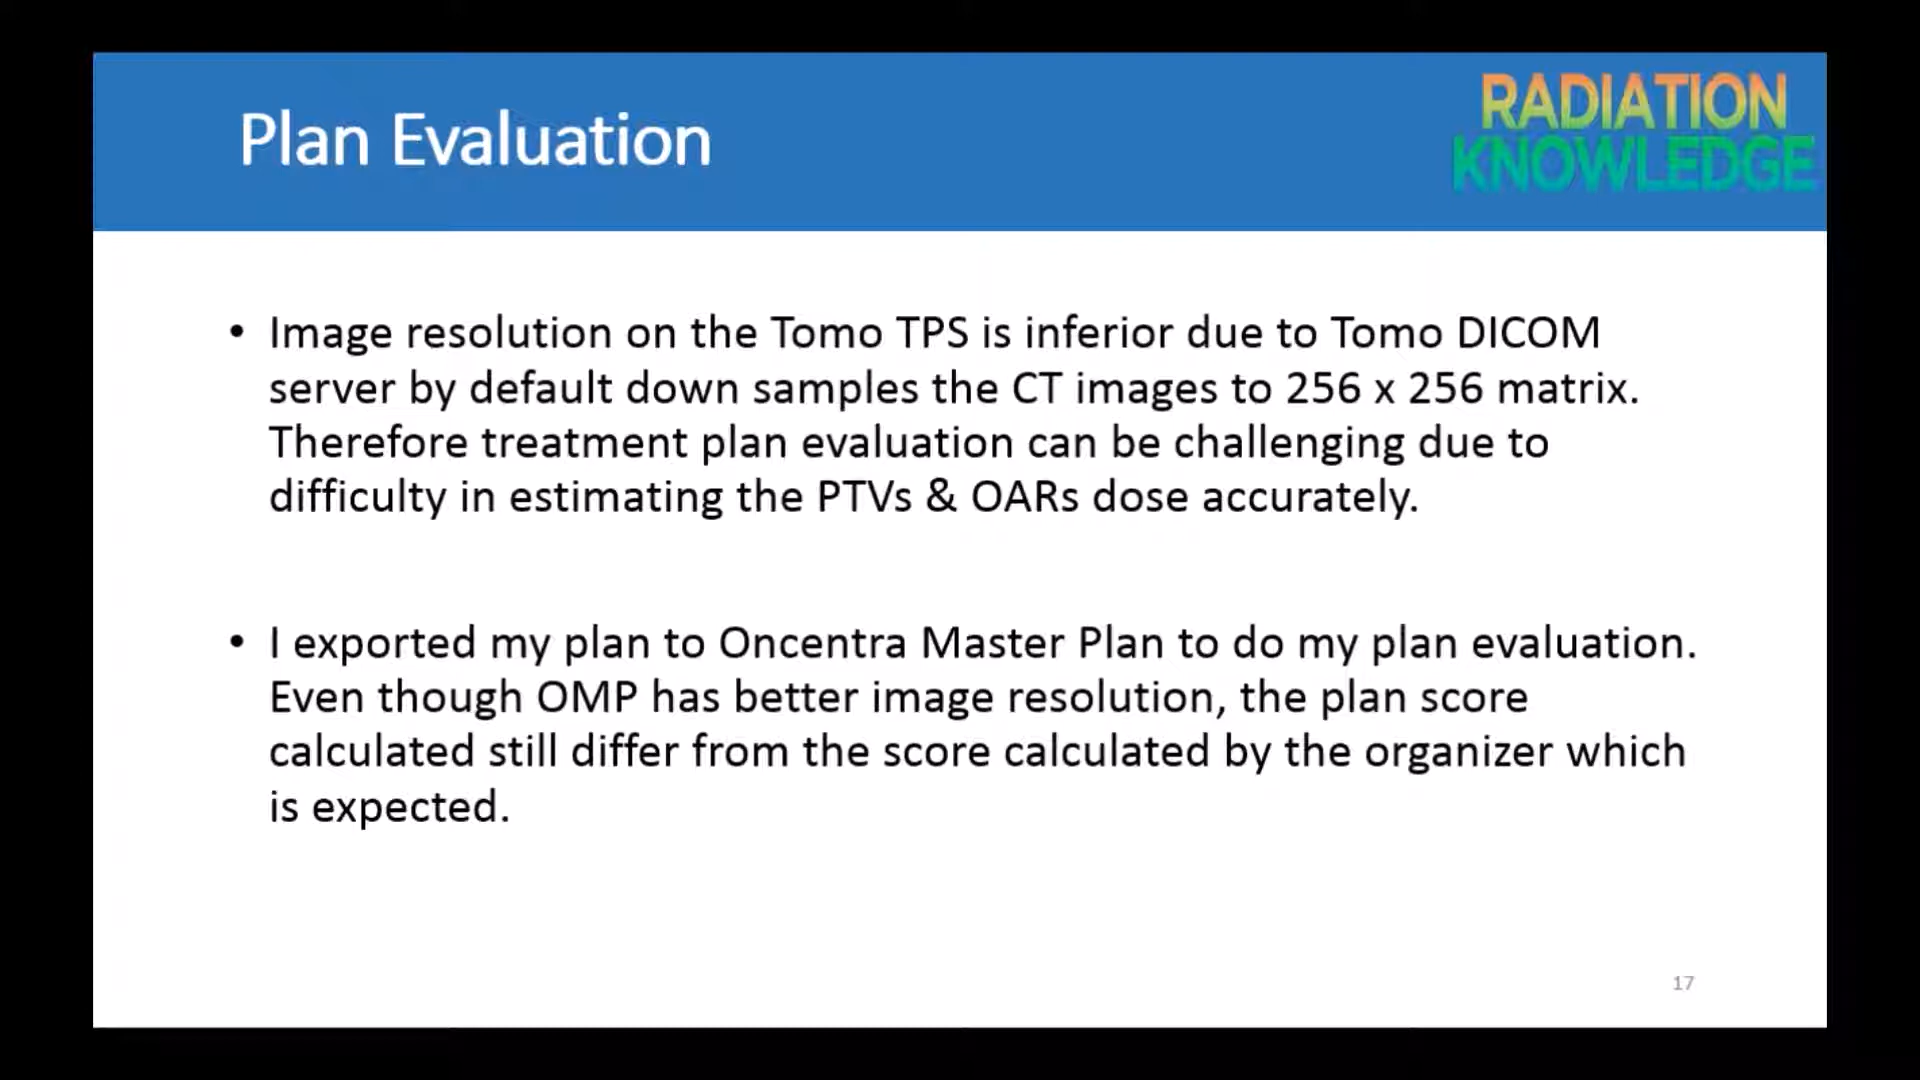 Plan Evaluation
RADIATION
KNOWLEDGE
• Image resolution on the Tomo TPS is inferior due to Tomo DICOM
server by default down samples the CT images to 256 x 256 matrix.
Therefore treatment plan evaluation can be challenging due to
difficulty in estimating the PTVs & OARs dose accurately.
• I exported my plan to Oncentra Master Plan to do my plan evaluation.
Even though OMP has better image resolution, the plan score
calculated still differ from the score calculated by the organizer which
is expected.
17